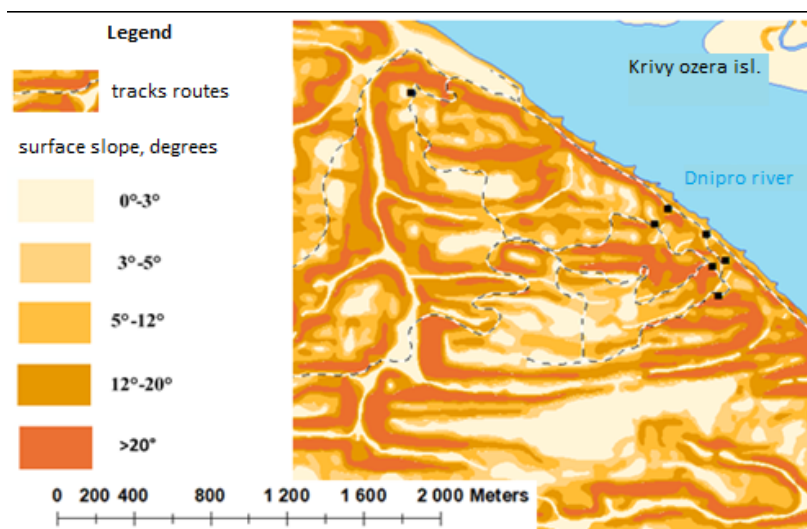 Legend
tracks routes
surface slope, degrees
0°-3°
3°-5°
5°-12°
12°-20°
>20°
0 200 400 800 1 200 1 600 2 000 Meters
Krivy ozera isl.
Dnipro river